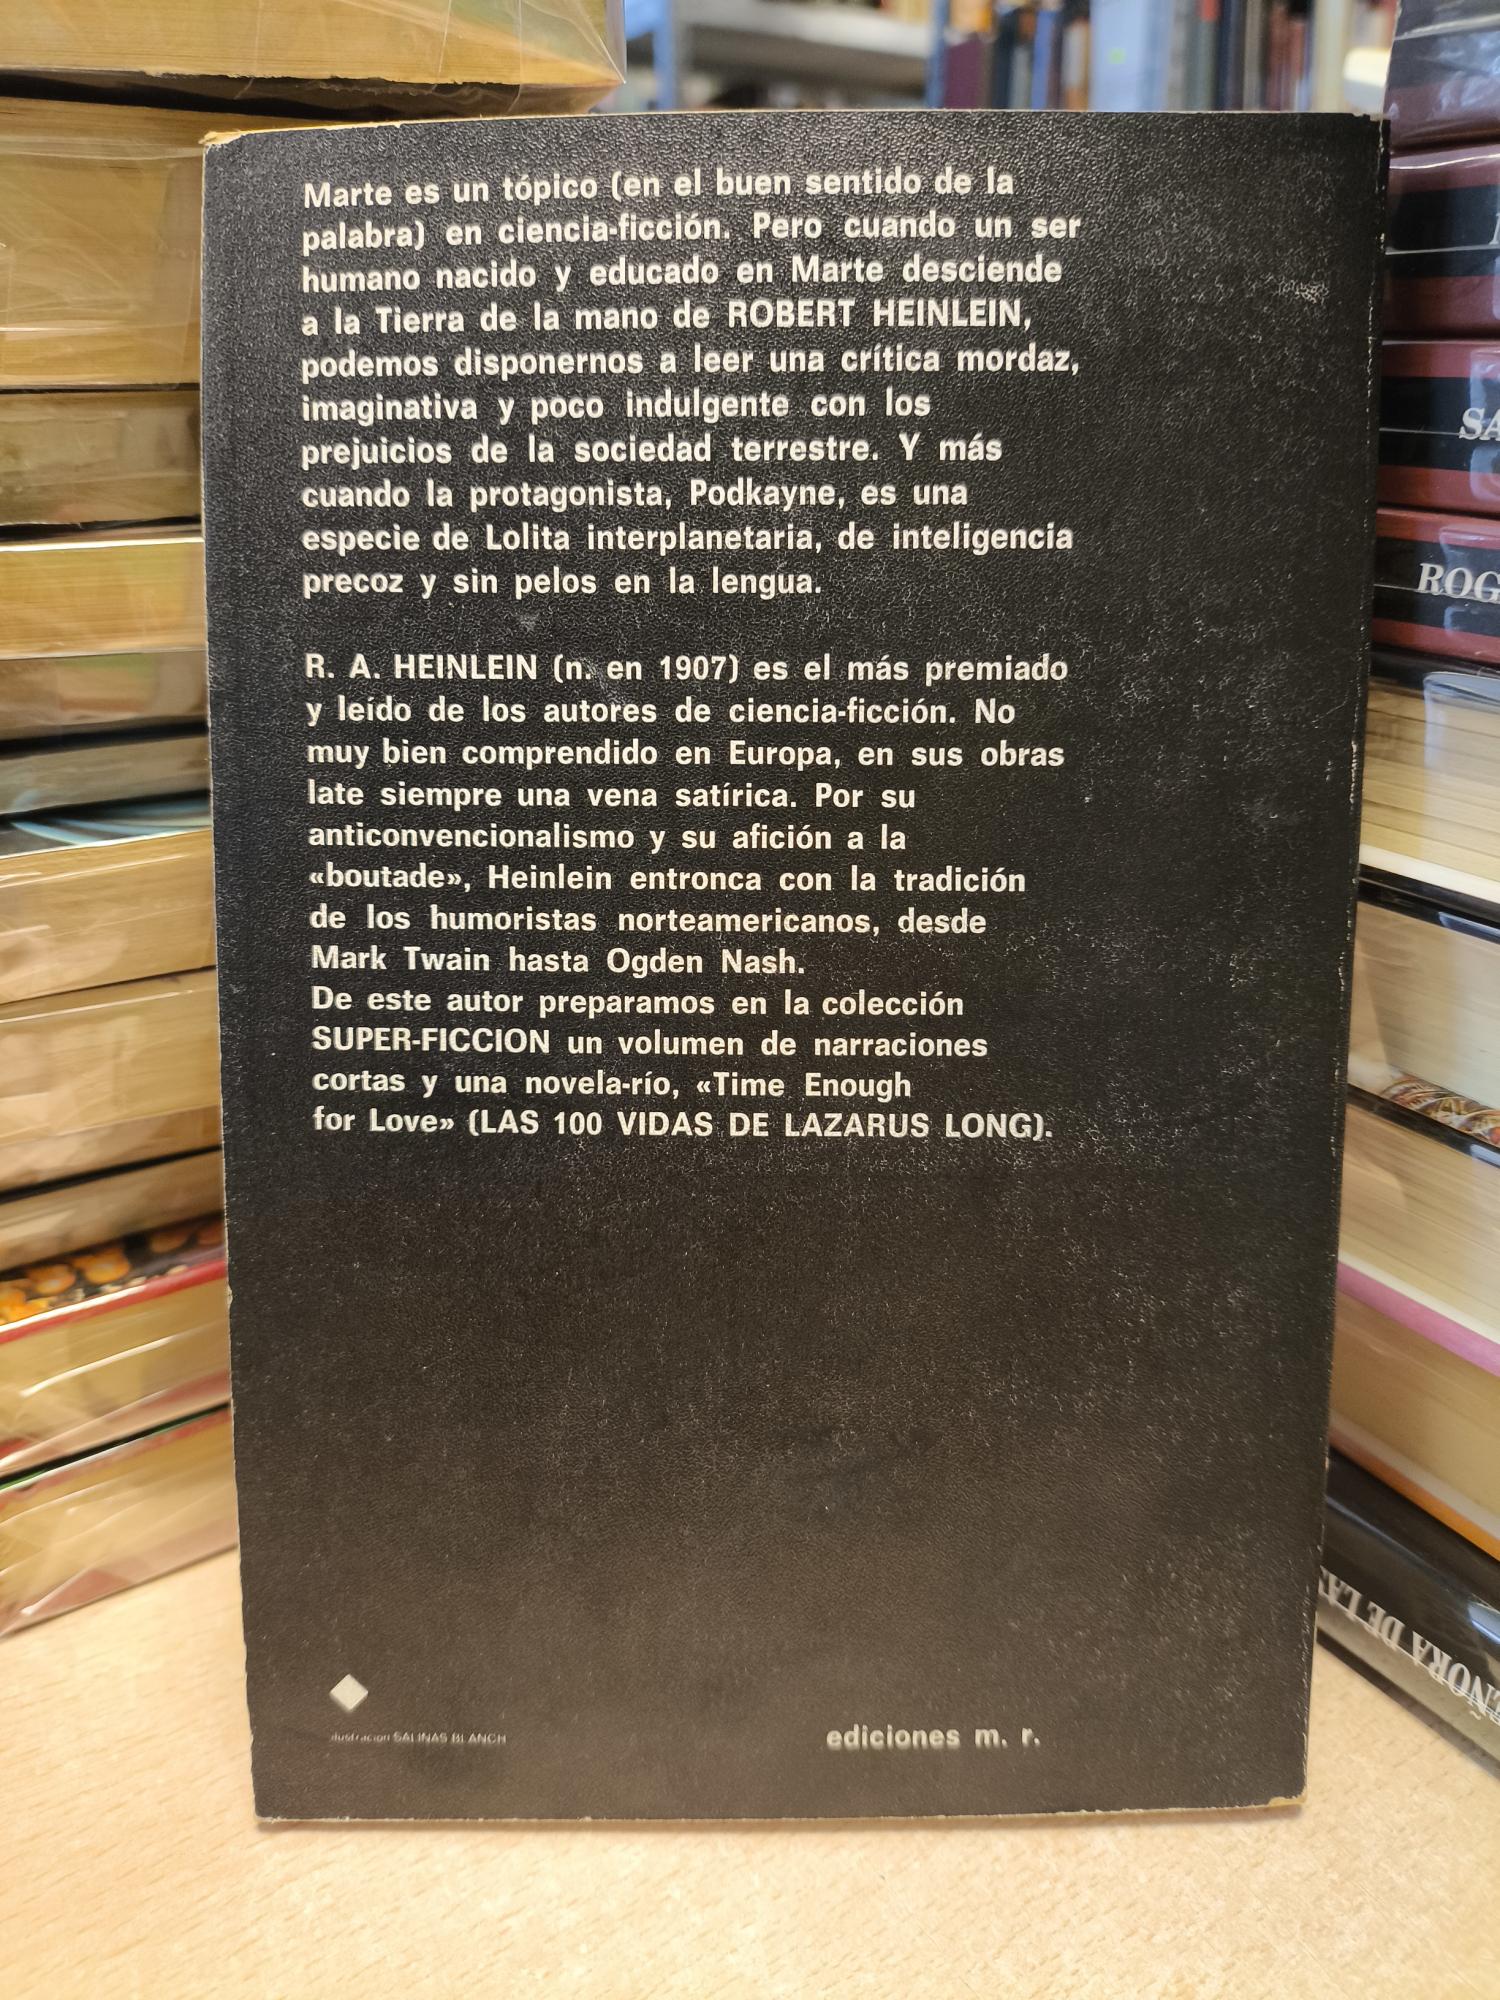 Marte es un tópico (en el buen sentido de la
palabra) en ciencia-ficción. Pero cuando un ser
humano nacido y educado en Marte desciende
a la Tierra de la mano de ROBERT HEINLEIN,
podemos disponernos a leer una crítica mordaz,
imaginativa y poco indulgente con los
prejuicios de la sociedad terrestre. Y más
cuando la protagonista, Podkayne, es una
especie de Lolita interplanetaria, de inteligencia
precoz y sin pelos en la lengua.
R. A. HEINLEIN (n. en 1907) es el más premiado
y leído de los autores de ciencia-ficción. No
muy bien comprendido en Europa, en sus obras
late siempre una vena satírica. Por su
anticonvencionalismo y su afición a la
«boutade», Heinlein entronca con la tradición
de los humoristas norteamericanos, desde
Mark Twain hasta Ogden Nash.
De este autor preparamos en la colección
SUPER-FICCION un volumen de narraciones
cortas y una novela-río, «Time Enough
for Love» (LAS 100 VIDAS DE LAZARUS LONG).
ilustracion SALINAS BLANCH
ediciones m. r.
SA
ROG
EÑORA DE LA